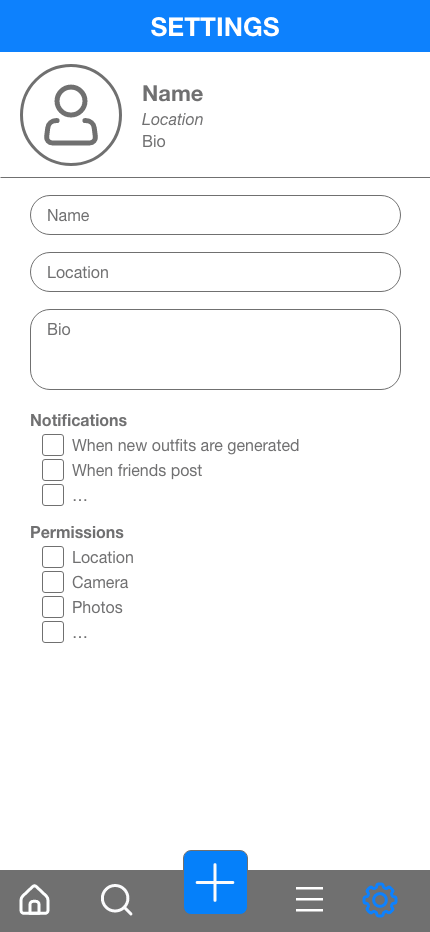 SETTINGS
Name
Location
Bio
Name
Location
Bio
Notifications
When new outfits are generated
When friends post
...
Permissions
Location
Camera
Photos
...